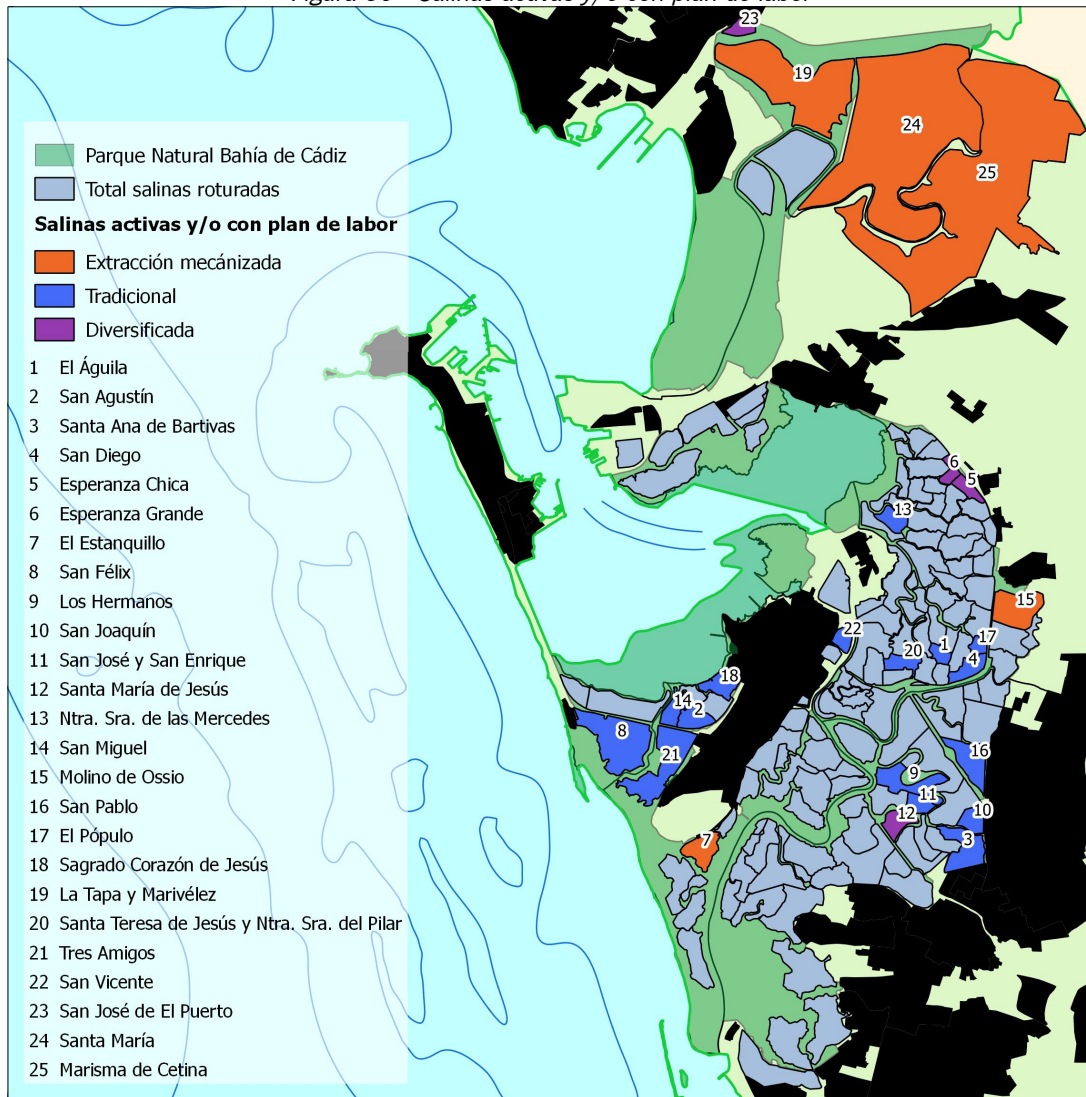 23
19
24
25
Parque Natural Bahía de Cádiz
Total salinas roturadas
Salinas activas y/o con plan de labor
Extracción mecánizada
Tradicional
Diversificada
1 El Águila
2 San Agustín
3 Santa Ana de Bartivas
4 San Diego
5 Esperanza Chica
6 Esperanza Grande
7 El Estanquillo
8 San Félix
9 Los Hermanos
10 San Joaquín
11 San José y San Enrique
12 Santa María de Jesús
13 Ntra. Sra. de las Mercedes
14 San Miguel
15 Molino de Ossio
16 San Pablo
17 El Pópulo
18 Sagrado Corazón de Jesús
19 La Tapa y Marivélez
20 Santa Teresa de Jesús y Ntra. Sra. del Pilar
21 Tres Amigos
22 San Vicente
23 San José de El Puerto
24 Santa María
25 Marisma de Cetina
6
5
13
15
22
17
1
20
4
18
14
2
8
21
16
9
11
10
12
3
7